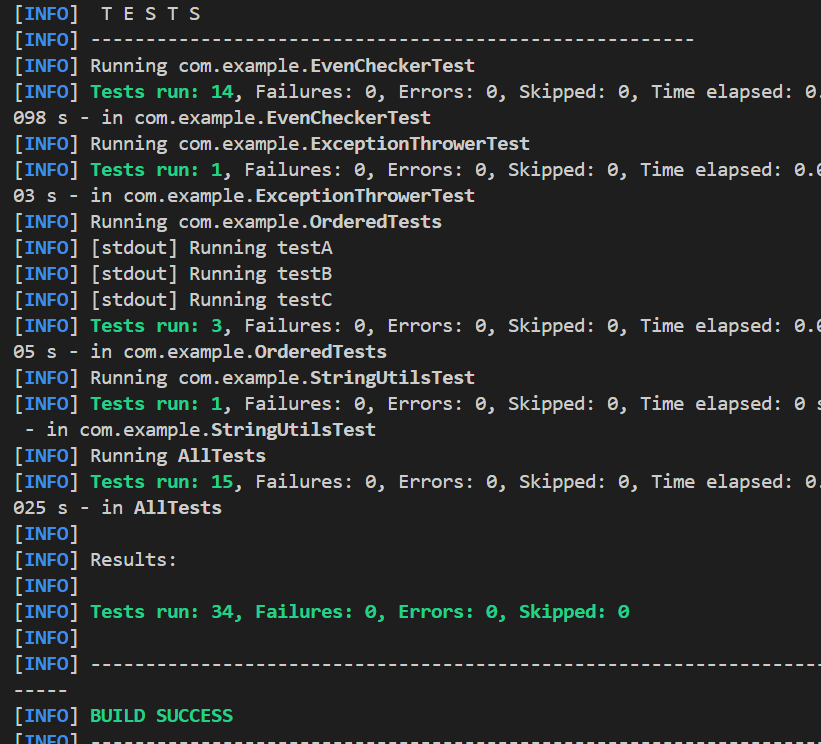 [INFO]  T E S T S
[INFO] -------------------------------------------------------
[INFO] Running com.example.EvenCheckerTest
[INFO] Tests run: 14, Failures: 0, Errors: 0, Skipped: 0, Time elapsed: 0.
098 s - in com.example.EvenCheckerTest
[INFO] Running com.example.ExceptionThrowerTest
[INFO] Tests run: 1, Failures: 0, Errors: 0, Skipped: 0, Time elapsed: 0.0
03 s - in com.example.ExceptionThrowerTest
[INFO] Running com.example.OrderedTests
[INFO] [stdout] Running testA
[INFO] [stdout] Running testB
[INFO] [stdout] Running testC
[INFO] Tests run: 3, Failures: 0, Errors: 0, Skipped: 0, Time elapsed: 0.0
05 s - in com.example.OrderedTests
[INFO] Running com.example.StringUtilsTest
[INFO] Tests run: 1, Failures: 0, Errors: 0, Skipped: 0, Time elapsed: 0 s
 - in com.example.StringUtilsTest
[INFO] Running AllTests
[INFO] Tests run: 15, Failures: 0, Errors: 0, Skipped: 0, Time elapsed: 0.
025 s - in AllTests
[INFO]
[INFO] Results:
[INFO]
[INFO] Tests run: 34, Failures: 0, Errors: 0, Skipped: 0
[INFO]
[INFO] -------------------------------------------------------------------
-----
[INFO] BUILD SUCCESS
[INFO] -------------------------------------------------------------------